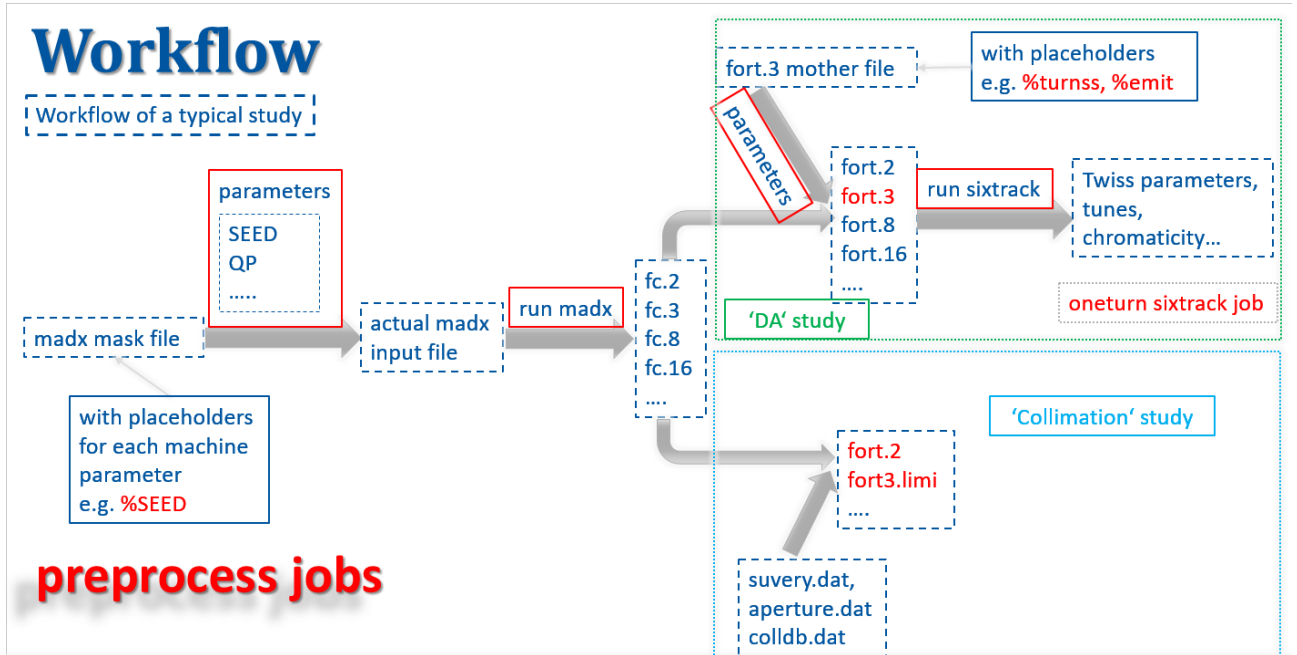 Workflow
Workflow of a typical study
parameters
SEED
QP
.....
madx mask file
with placeholders
for each machine
parameter
e.g. %SEED
actual madx
input file
run madx
fc.2
fc.3
fc.8
fc.16
....
fort.3 mother file
with placeholders
e.g. %turnss, %emit
parameters
fort.2
fort.3
fort.8
fort.16
....
run sixtrack
Twiss parameters,
tunes,
chromaticity...
oneturn sixtrack job
‘DA‘ study
‘Collimation‘ study
fort.2
fort3.limi
....
suvery.dat,
aperture.dat
colldb.dat
preprocess jobs